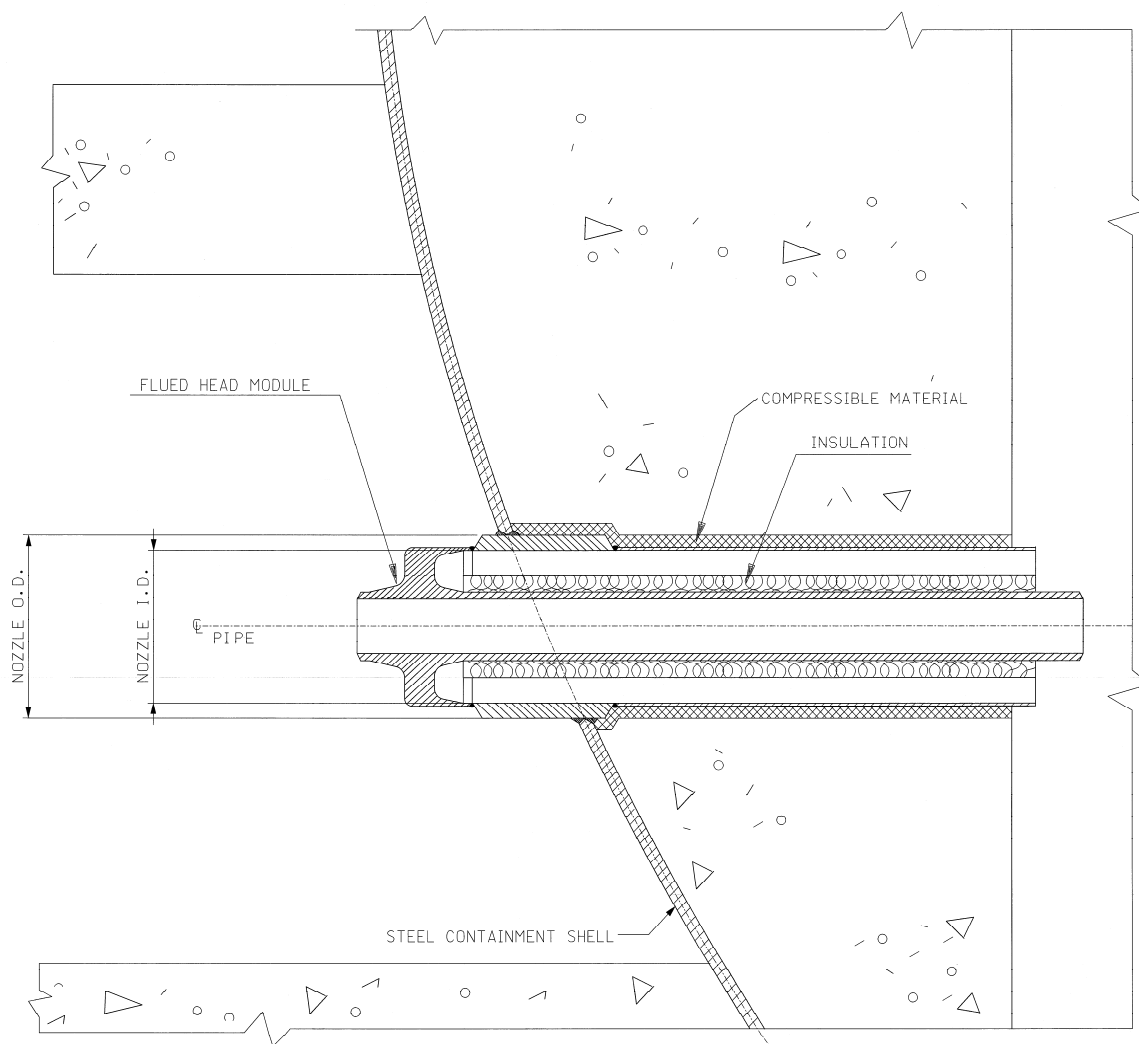 FLUED HEAD MODULE
COMPRESSIBLE MATERIAL
INSULATION
NOZZLE O.D.
NOZZLE I.D.
℄ PIPE
STEEL CONTAINMENT SHELL